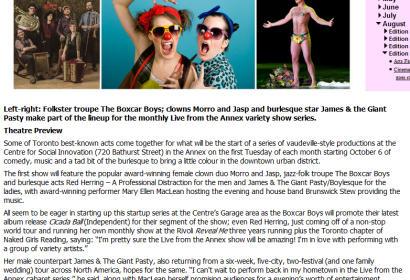 June
July
August
Edition
Edition
Edition
Arts Fa
Cinema
Left-right: Folkster troupe The Boxcar Boys; clowns Morro and Jasp and burlesque star James & the Giant
Pasty make part of the lineup for the monthly Live from the Annex variety show series.
Theatre Preview
Some of Toronto best-known acts come together for what will be the start of a series of vaudeville-style productions at the
Centre for Social Innovation (720 Bathurst Street) in the Annex on the first Tuesday of each month starting October 6 of
comedy, music and a tad bit of the burlesque to bring a little colour in the downtown urban district.
The first show will feature the popular award-winning female clown duo Morro and Jasp, jazz-folk troupe The Boxcar Boys
and burlesque acts Red Herring – A Professional Distraction for the men and James & The Giant Pasty/Boylesque for the
ladies, with award-winning performer Mary Ellen MacLean hosting the evening and house band Brunswick Stew providing the
music.
All seem to be eager in starting up this startup series at the Centre's Garage area as the Boxcar Boys will promote their latest
album release Cicada Ball(Independent) for their segment of the show; even Red Herring, just coming off of a non-stop
world tour and running her own monthly show at the Rivoli Reveal Me three years running plus the Toronto chapter of
Naked Girls Reading, saying: "I'm pretty sure the Live from the Annex show will be amazing! I'm in love with performing with
a group of variety artists."
Her male counterpart James & The Giant Pasty, also returning from a six-week, five-city, two-festival (and one family
wedding) tour across North America, hopes for the same. "I can't wait to perform back in my hometown in the Live from the
Annex cabaret series," he said, along with MacLean herself promising audiences for a evening's worth of entertainment